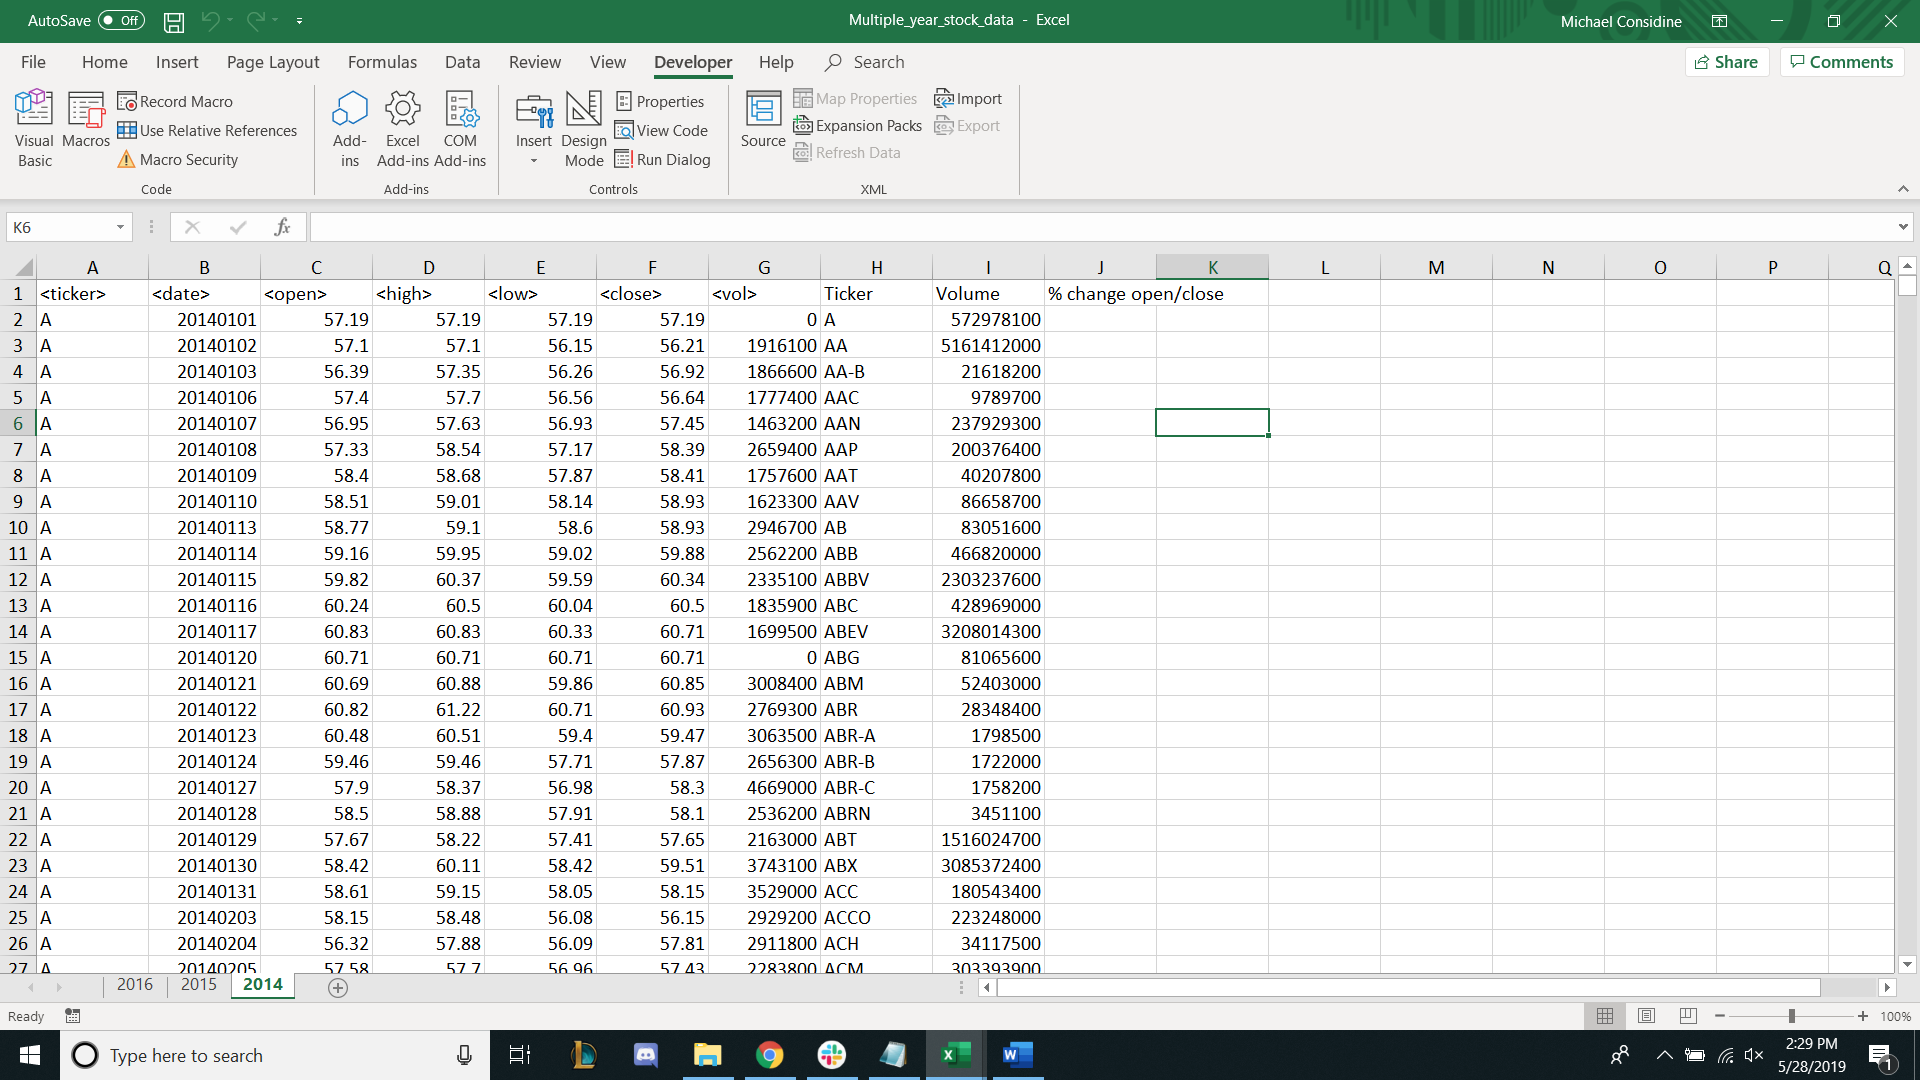 AutoSave Off Multiple_year_stock_data - Excel Michael Considine
File Home Insert Page Layout Formulas Data Review View Developer Help Search Share Comments
Visual Basic
Macros
Record Macro
Use Relative References
Macro Security
Code
Add-ins
Excel Add-ins
COM Add-ins
Add-ins
Insert
Design Mode
Properties
View Code
Run Dialog
Controls
Source
Map Properties
Expansion Packs
Refresh Data
Import
Export
XML
K6 fx
A B C D E F G H I J K L M N O P Q
1 <ticker> <date> <open> <high> <low> <close> <vol> Ticker Volume % change open/close
2 A 20140101 57.19 57.19 57.19 57.19 0 A 572978100
3 A 20140102 57.1 57.1 56.15 56.21 1916100 AA 5161412000
4 A 20140103 56.39 57.35 56.26 56.92 1866600 AA-B 21618200
5 A 20140106 57.4 57.7 56.56 56.64 1777400 AAC 9789700
6 A 20140107 56.95 57.63 56.93 57.45 1463200 AAN 237929300
7 A 20140108 57.33 58.54 57.17 58.39 2659400 AAP 200376400
8 A 20140109 58.4 58.68 57.87 58.41 1757600 AAT 40207800
9 A 20140110 58.51 59.01 58.14 58.93 1623300 AAV 86658700
10 A 20140113 58.77 59.1 58.6 58.93 2946700 AB 83051600
11 A 20140114 59.16 59.95 59.02 59.88 2562200 ABB 466820000
12 A 20140115 59.82 60.37 59.59 60.34 2335100 ABBV 2303237600
13 A 20140116 60.24 60.5 60.04 60.5 1835900 ABC 428969000
14 A 20140117 60.83 60.83 60.33 60.71 1699500 ABEV 3208014300
15 A 20140120 60.71 60.71 60.71 60.71 0 ABG 81065600
16 A 20140121 60.69 60.88 59.86 60.85 3008400 ABM 52403000
17 A 20140122 60.82 61.22 60.71 60.93 2769300 ABR 28348400
18 A 20140123 60.48 60.51 59.4 59.47 3063500 ABR-A 1798500
19 A 20140124 59.46 59.46 57.71 57.87 2656300 ABR-B 1722000
20 A 20140127 57.9 58.37 56.98 58.3 4669000 ABR-C 1758200
21 A 20140128 58.5 58.88 57.91 58.1 2536200 ABRN 3451100
22 A 20140129 57.67 58.22 57.41 57.65 2163000 ABT 1516024700
23 A 20140130 58.42 60.11 58.42 59.51 3743100 ABX 3085372400
24 A 20140131 58.61 59.15 58.05 58.15 3529000 ACC 180543400
25 A 20140203 58.15 58.48 56.08 56.15 2929200 ACCO 223248000
26 A 20140204 56.32 57.88 56.09 57.81 2911800 ACH 34117500
27 A 20140205 57.58 57.7 56.96 57.43 2283800 ACM 303393900
2016 2015 2014
Ready 100%
Type here to search
2:29 PM
5/28/2019
1